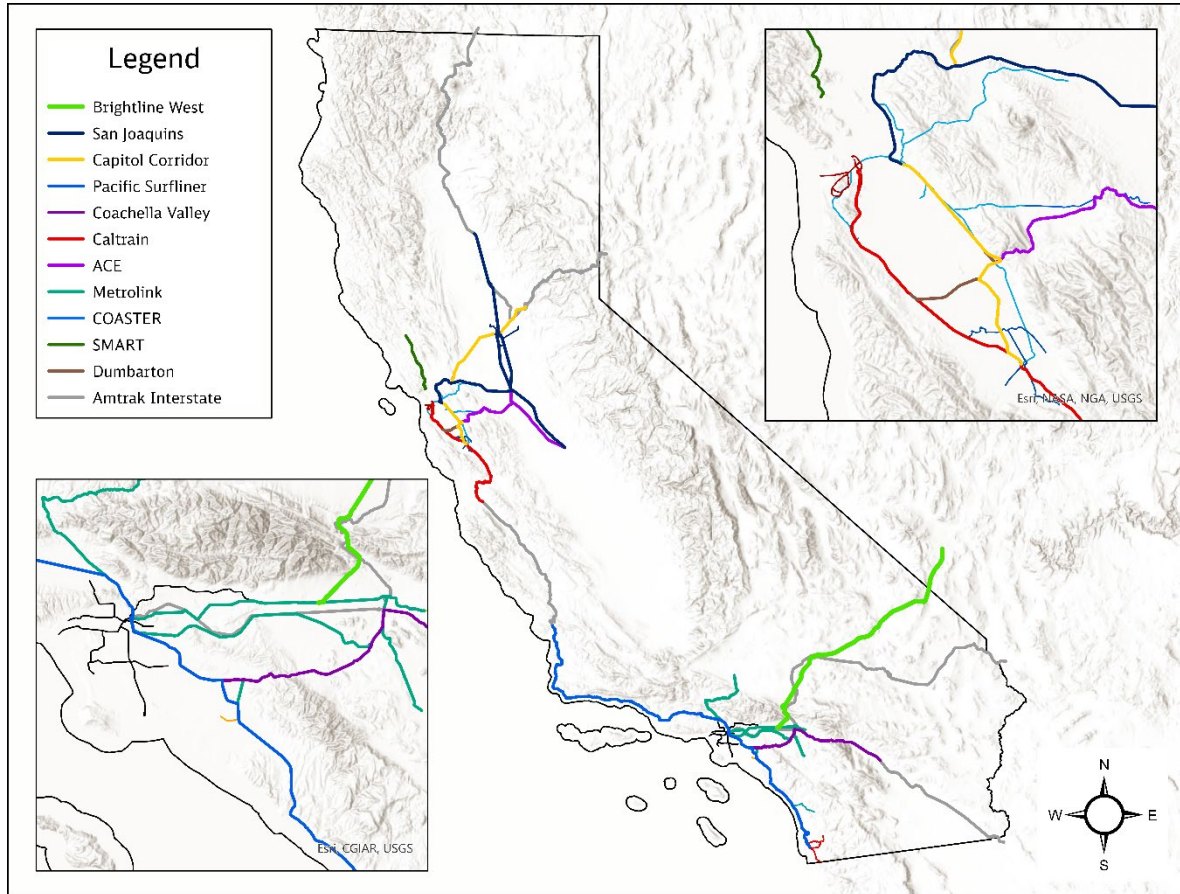 Legend
Brightline West
San Joaquins
Capitol Corridor
Pacific Surfliner
Coachella Valley
Caltrain
ACE
Metrolink
COASTER
SMART
Dumbarton
Amtrak Interstate
Esri, NASA, NGA, USGS
Esri, CGIAR, USGS
N
W E
S